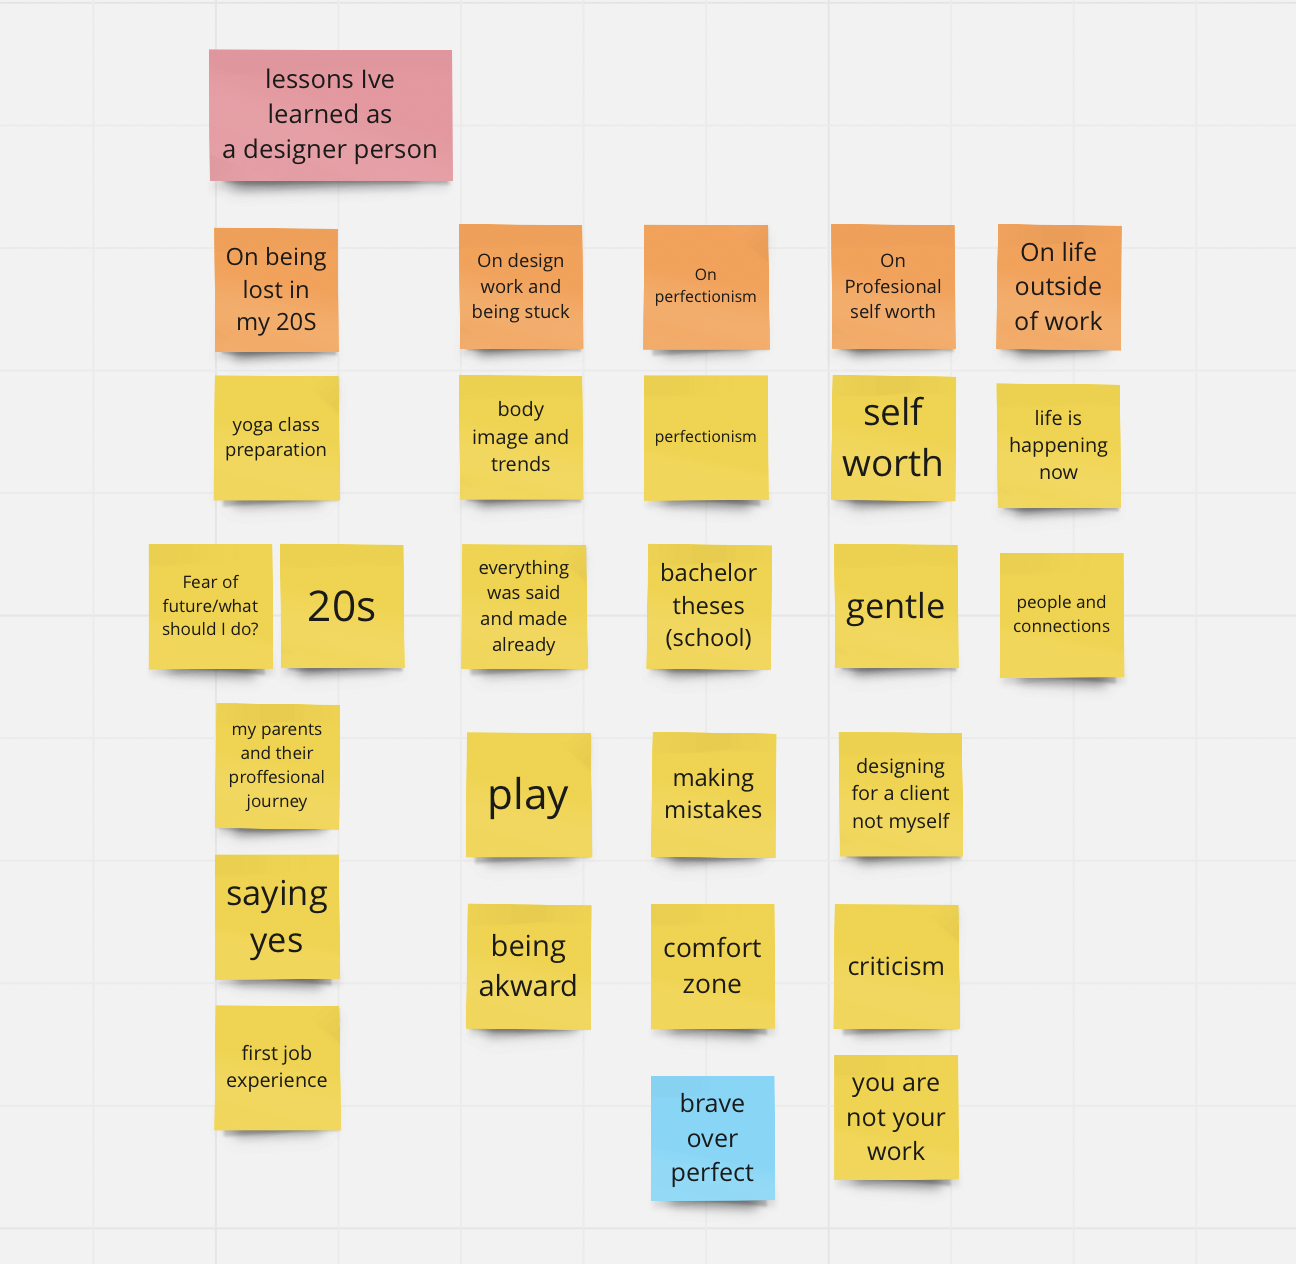 lessons Ive
learned as
a designer person
On being
lost in
my 20S
On design
work and
being stuck
On
perfectionism
On
Profesional
self worth
On life
outside
of work
yoga class
preparation
body
image and
trends
perfectionism
self
worth
life is
happening
now
Fear of
future/what
should I do?
20s
everything
was said
and made
already
bachelor
theses
(school)
gentle
people and
connections
my parents
and their
proffesional
journey
play
making
mistakes
designing
for a client
not myself
saying
yes
being
akward
comfort
zone
criticism
first job
experience
brave
over
perfect
you are
not your
work